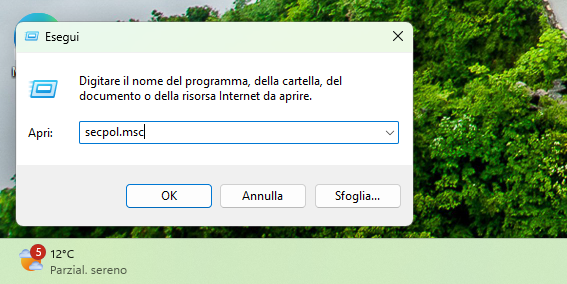 Esegui
Digitare il nome del programma, della cartella, del
documento o della risorsa Internet da aprire.
Apri:
secpol.msc
OK
Annulla
Sfoglia...
5
12°C
Parzial. sereno